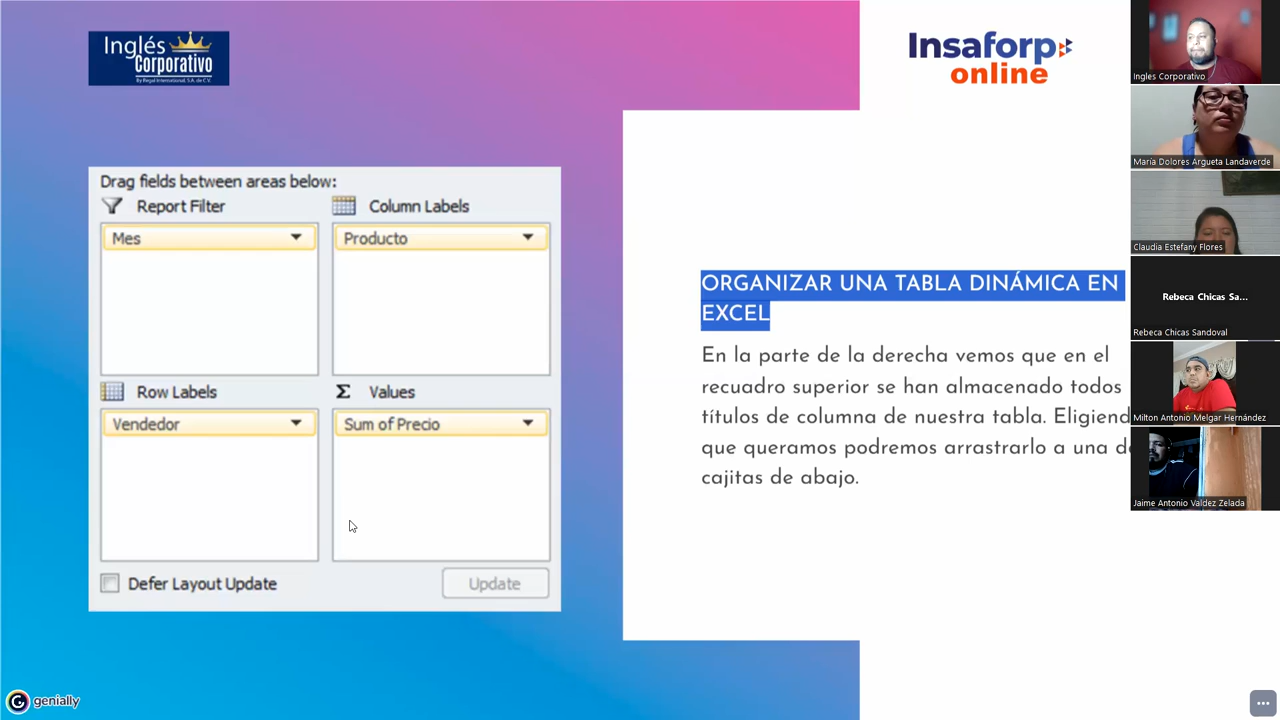 Inglés
Corporativo
By Regal International, S.A. de C.V.
Insaforp
online
Drag fields between areas below:
Report Filter
Column Labels
Mes
Producto
Row Labels
Σ Values
Vendedor
Sum of Precio
Defer Layout Update
Update
ORGANIZAR UNA TABLA DINÁMICA EN
EXCEL
En la parte de la derecha vemos que en el
recuadro superior se han almacenado todos
títulos de columna de nuestra tabla. Eligiend
que queramos podremos arrastrarlo a una d
cajitas de abajo.
Ingles Corporativo
María Dolores Argueta Landaverde
Claudia Estefany Flores
Rebeca Chicas Sa...
Rebeca Chicas Sandoval
Milton Antonio Melgar Hernández
Jaime Antonio Valdez Zelada
genially